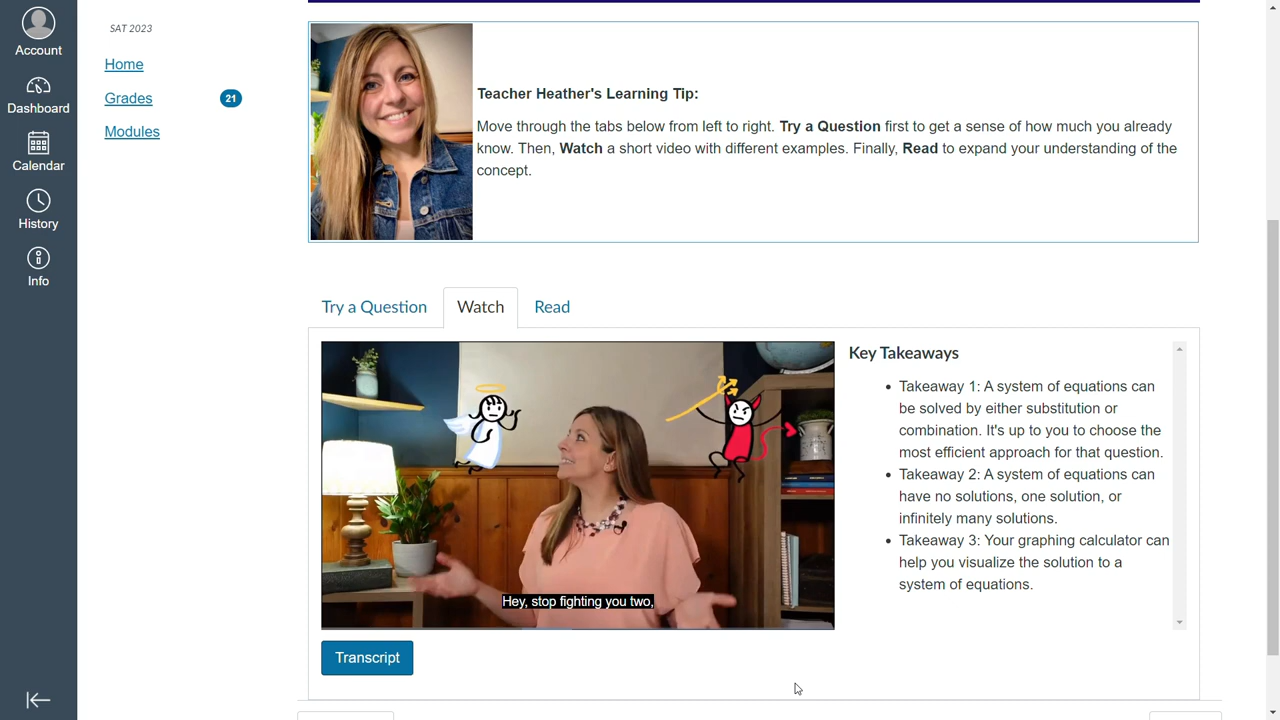 Account
Dashboard
Calendar
History
Info
SAT 2023
Home
Grades 21
Modules
Teacher Heather's Learning Tip:
Move through the tabs below from left to right. Try a Question first to get a sense of how much you already
know. Then, Watch a short video with different examples. Finally, Read to expand your understanding of the
concept.
Try a Question Watch Read
Hey, stop fighting you two,
Transcript
Key Takeaways
• Takeaway 1: A system of equations can
be solved by either substitution or
combination. It's up to you to choose the
most efficient approach for that question.
• Takeaway 2: A system of equations can
have no solutions, one solution, or
infinitely many solutions.
• Takeaway 3: Your graphing calculator can
help you visualize the solution to a
system of equations.